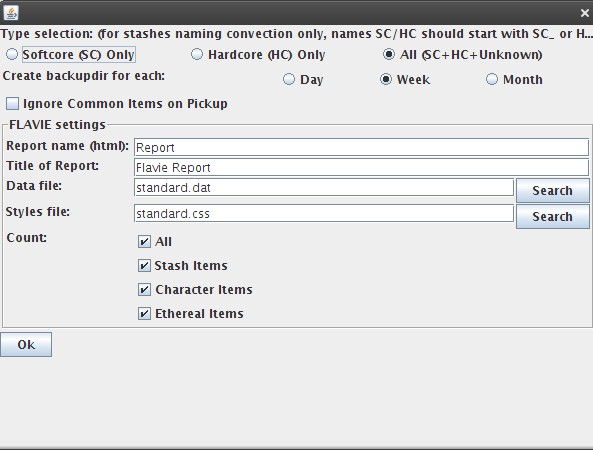 Type selection: (for stashes naming convection only, names SC/HC should start with SC_ or H...
Softcore (SC) Only Hardcore (HC) Only All (SC+HC+Unknown)
Create backupdir for each: Day Week Month
Ignore Common Items on Pickup
FLAVIE settings
Report name (html): Report
Title of Report: Flavie Report
Data file: standard.dat Search
Styles file: standard.css Search
Count: All
Stash Items
Character Items
Ethereal Items
Ok